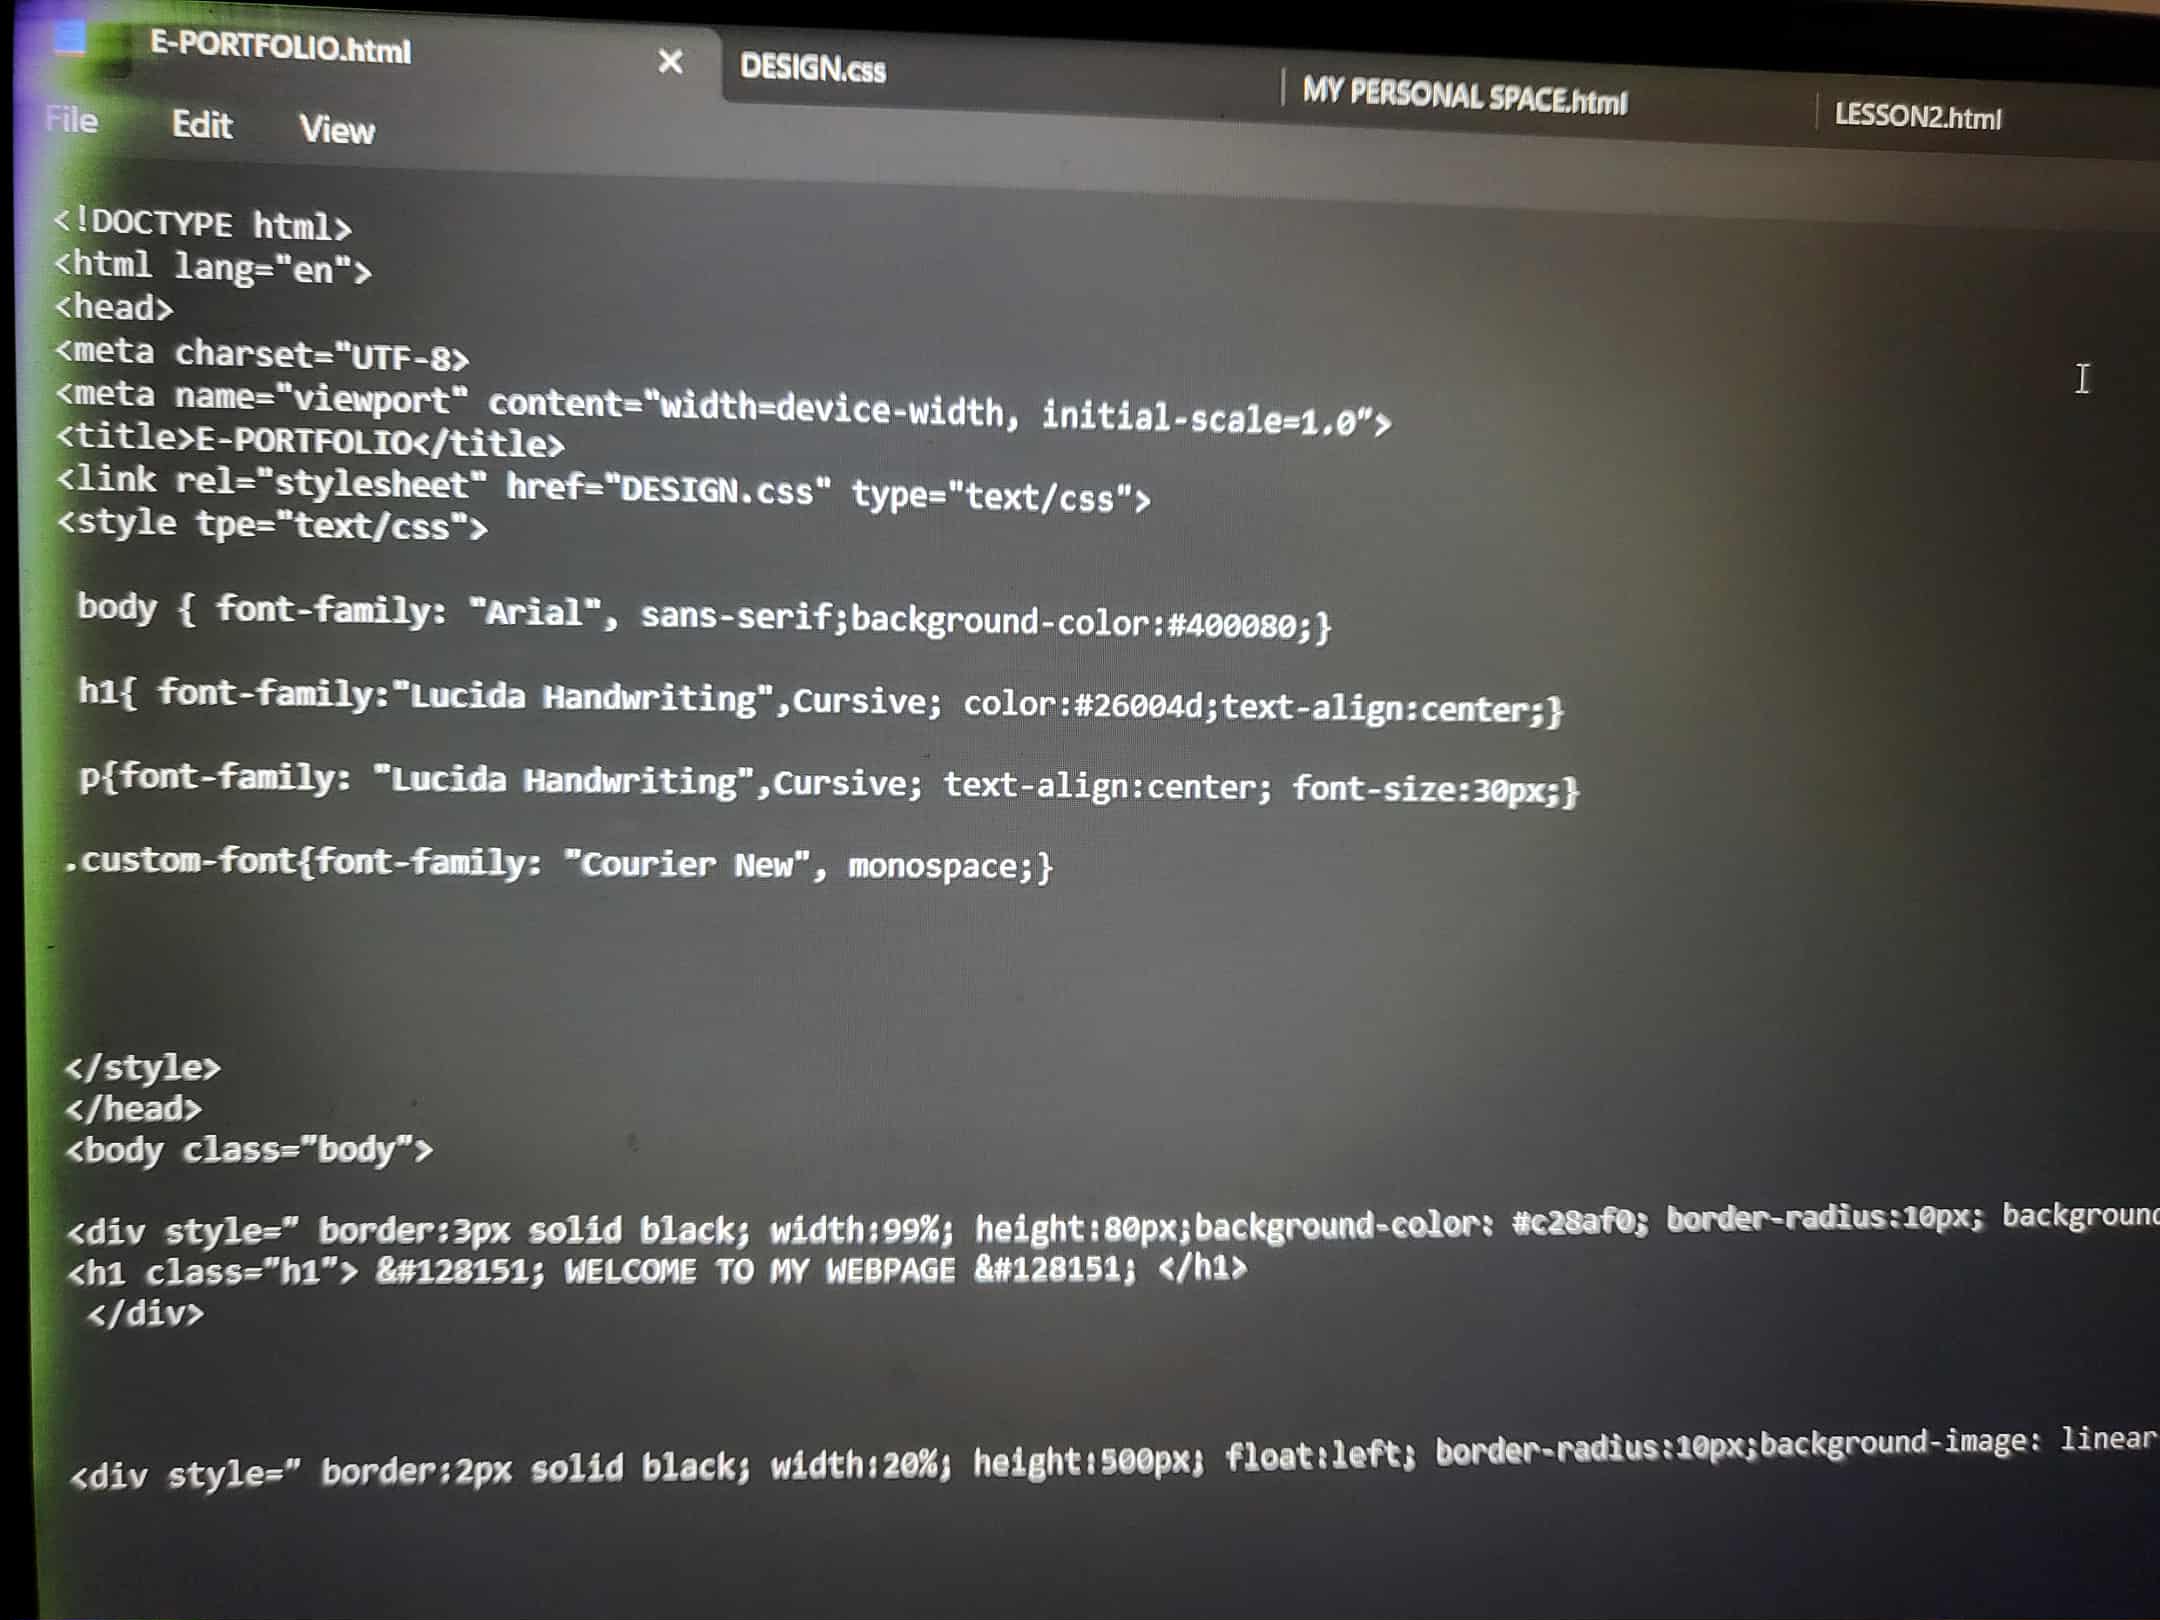 E-PORTFOLIO.html
DESIGN.css
MY PERSONAL SPACE.html
LESSON2.html
File Edit View
<!DOCTYPE html>
<html lang="en">
<head>
<meta charset="UTF-8>
<meta name="viewport" content="width=device-width, initial-scale=1.0">
<title>E-PORTFOLIO</title>
<link rel="stylesheet" href="DESIGN.css" type="text/css">
<style tpe="text/css">
body { font-family: "Arial", sans-serif;background-color:#400080;}
h1{ font-family:"Lucida Handwriting",Cursive; color:#26004d;text-align:center;}
p{font-family: "Lucida Handwriting",Cursive; text-align:center; font-size:30px;}
.custom-font{font-family: "Courier New", monospace;}
</style>
</head>
<body class="body">
<div style=" border:3px solid black; width:99%; height:80px;background-color: #c28af0; border-radius:10px; background
<h1 class="h1"> &#128151; WELCOME TO MY WEBPAGE &#128151; </h1>
</div>
<div style=" border:2px solid black; width:20%; height:500px; float:left; border-radius:10px;background-image: linear